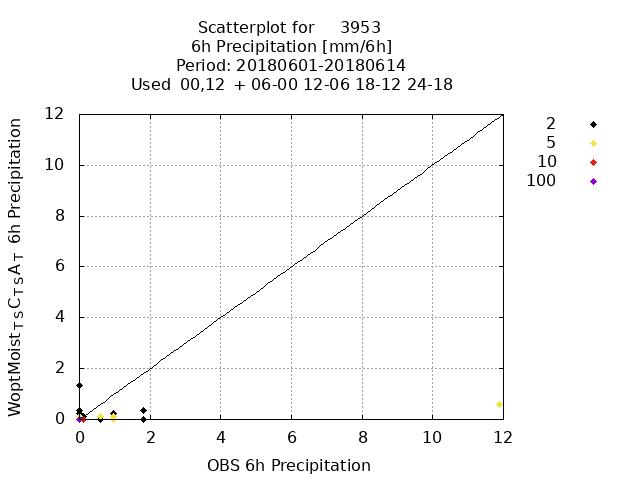 Scatterplot for 3953
6h Precipitation [mm/6h]
Period: 20180601-20180614
Used 00,12 + 06-00 12-06 18-12 24-18
12
10
8
6
4
2
0
0 2 4 6 8 10 12
WoptMoistTSCTSAT 6h Precipitation
OBS 6h Precipitation
2
5
10
100